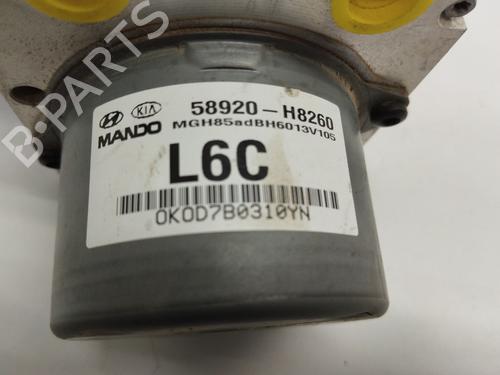 KIA
58920-H8260
MANDO
MGH85adBH6013V105
L6C
0K0D7B0310YN
B-PARTS